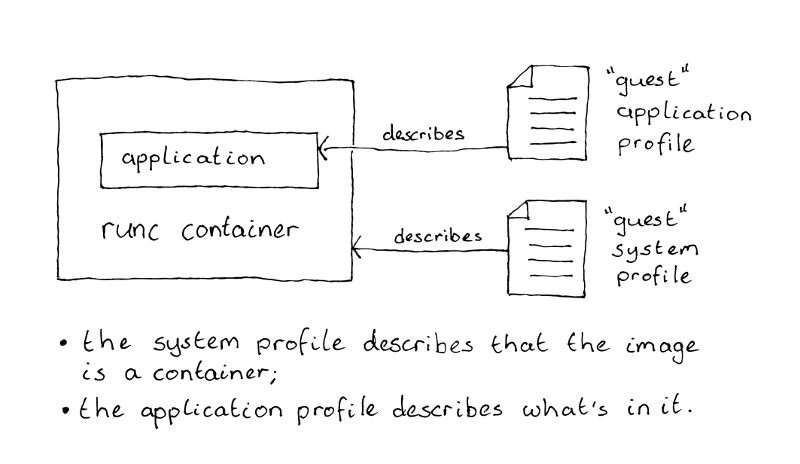 "guest"
application
profile
describes
application
runc container
describes
"guest"
system
profile
• the system profile describes that the image
is a container;
• the application profile describes what's in it.